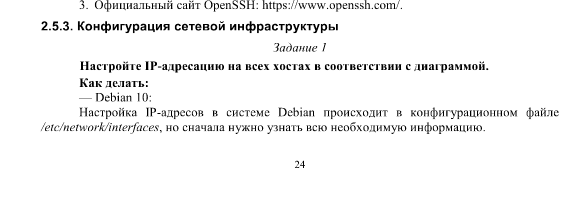 3. Официальный сайт OpenSSH: https://www.openssh.com/.
2.5.3. Конфигурация сетевой инфраструктуры
Задание 1
Настройте IP-адресацию на всех хостах в соответствии с диаграммой.
Как делать:
— Debian 10:
Настройка IP-адресов в системе Debian происходит в конфигурационном файле
/etc/network/interfaces, но сначала нужно узнать всю необходимую информацию.
24